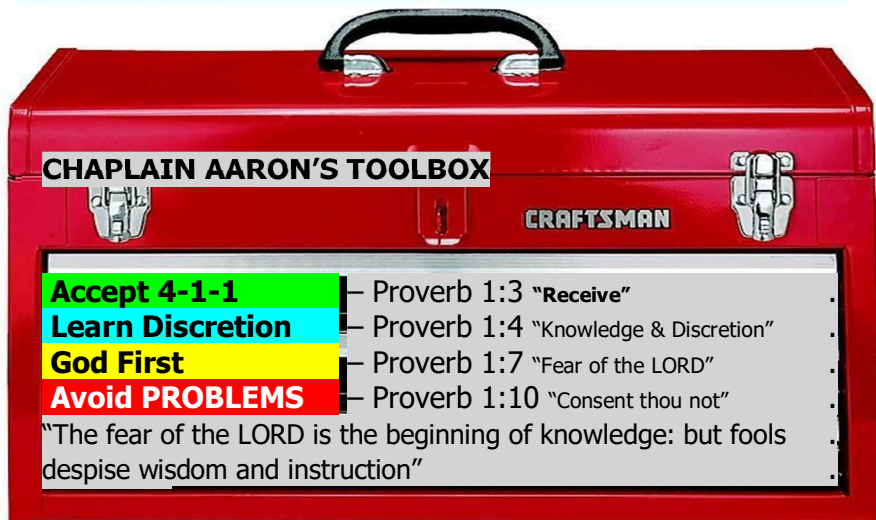 CHAPLAIN AARON’S TOOLBOX
CRAFTSMAN
Accept 4-1-1 – Proverb 1:3 “Receive” .
Learn Discretion – Proverb 1:4 “Knowledge & Discretion” .
God First – Proverb 1:7 “Fear of the LORD” .
Avoid PROBLEMS – Proverb 1:10 “Consent thou not” .
“The fear of the LORD is the beginning of knowledge: but fools .
despise wisdom and instruction” .